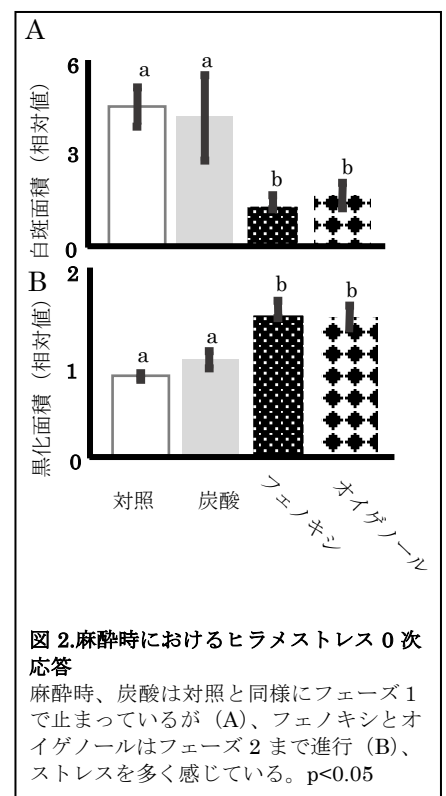 A
6
3
0
白斑面積（相対値）
a
a
b
b
B
2
1
0
黒化面積（相対値）
a
a
b
b
対照
炭酸
フェノキシ
オイゲノール
図 2.麻酔時におけるヒラメストレス 0 次
応答
麻酔時、炭酸は対照と同様にフェーズ 1
で止まっているが（A)、フェノキシとオ
イゲノールはフェーズ 2 まで進行（B)、
ストレスを多く感じている。p<0.05